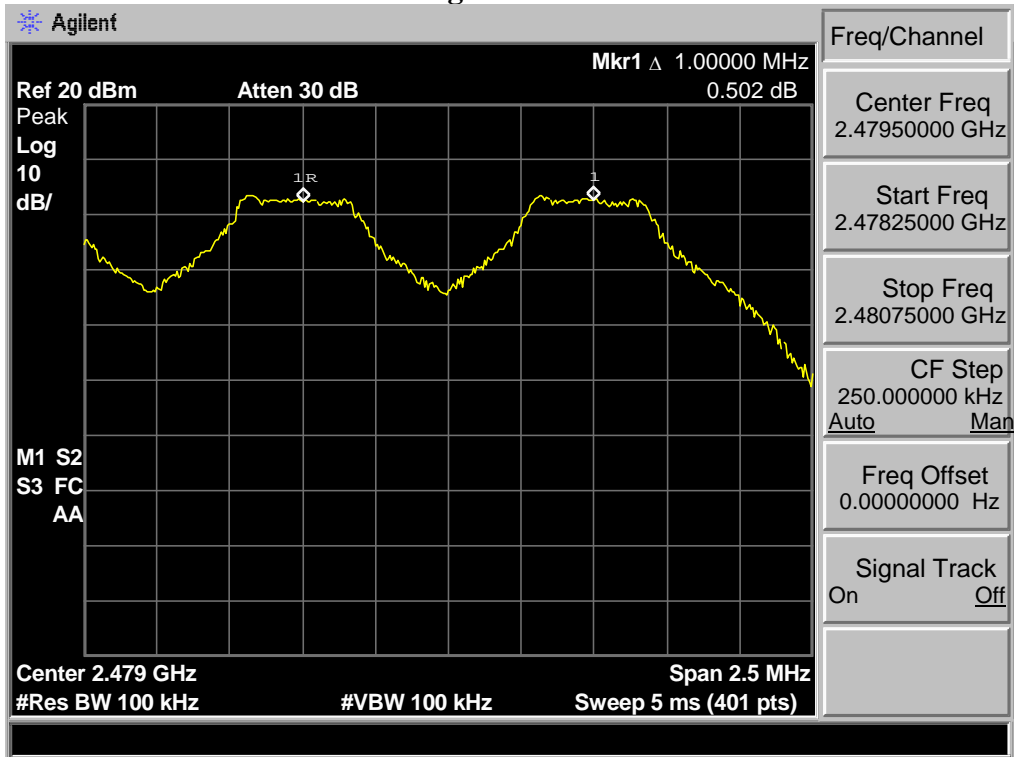 Agilent
Mkr1 Δ 1.00000 MHz
Ref 20 dBm Atten 30 dB 0.502 dB
Peak
Log
10
dB/
1R 1
M1 S2
S3 FC
AA
Center 2.479 GHz Span 2.5 MHz
#Res BW 100 kHz #VBW 100 kHz Sweep 5 ms (401 pts)
Freq/Channel
Center Freq
2.47950000 GHz
Start Freq
2.47825000 GHz
Stop Freq
2.48075000 GHz
CF Step
250.000000 kHz
Auto Man
Freq Offset
0.00000000 Hz
Signal Track
On Off